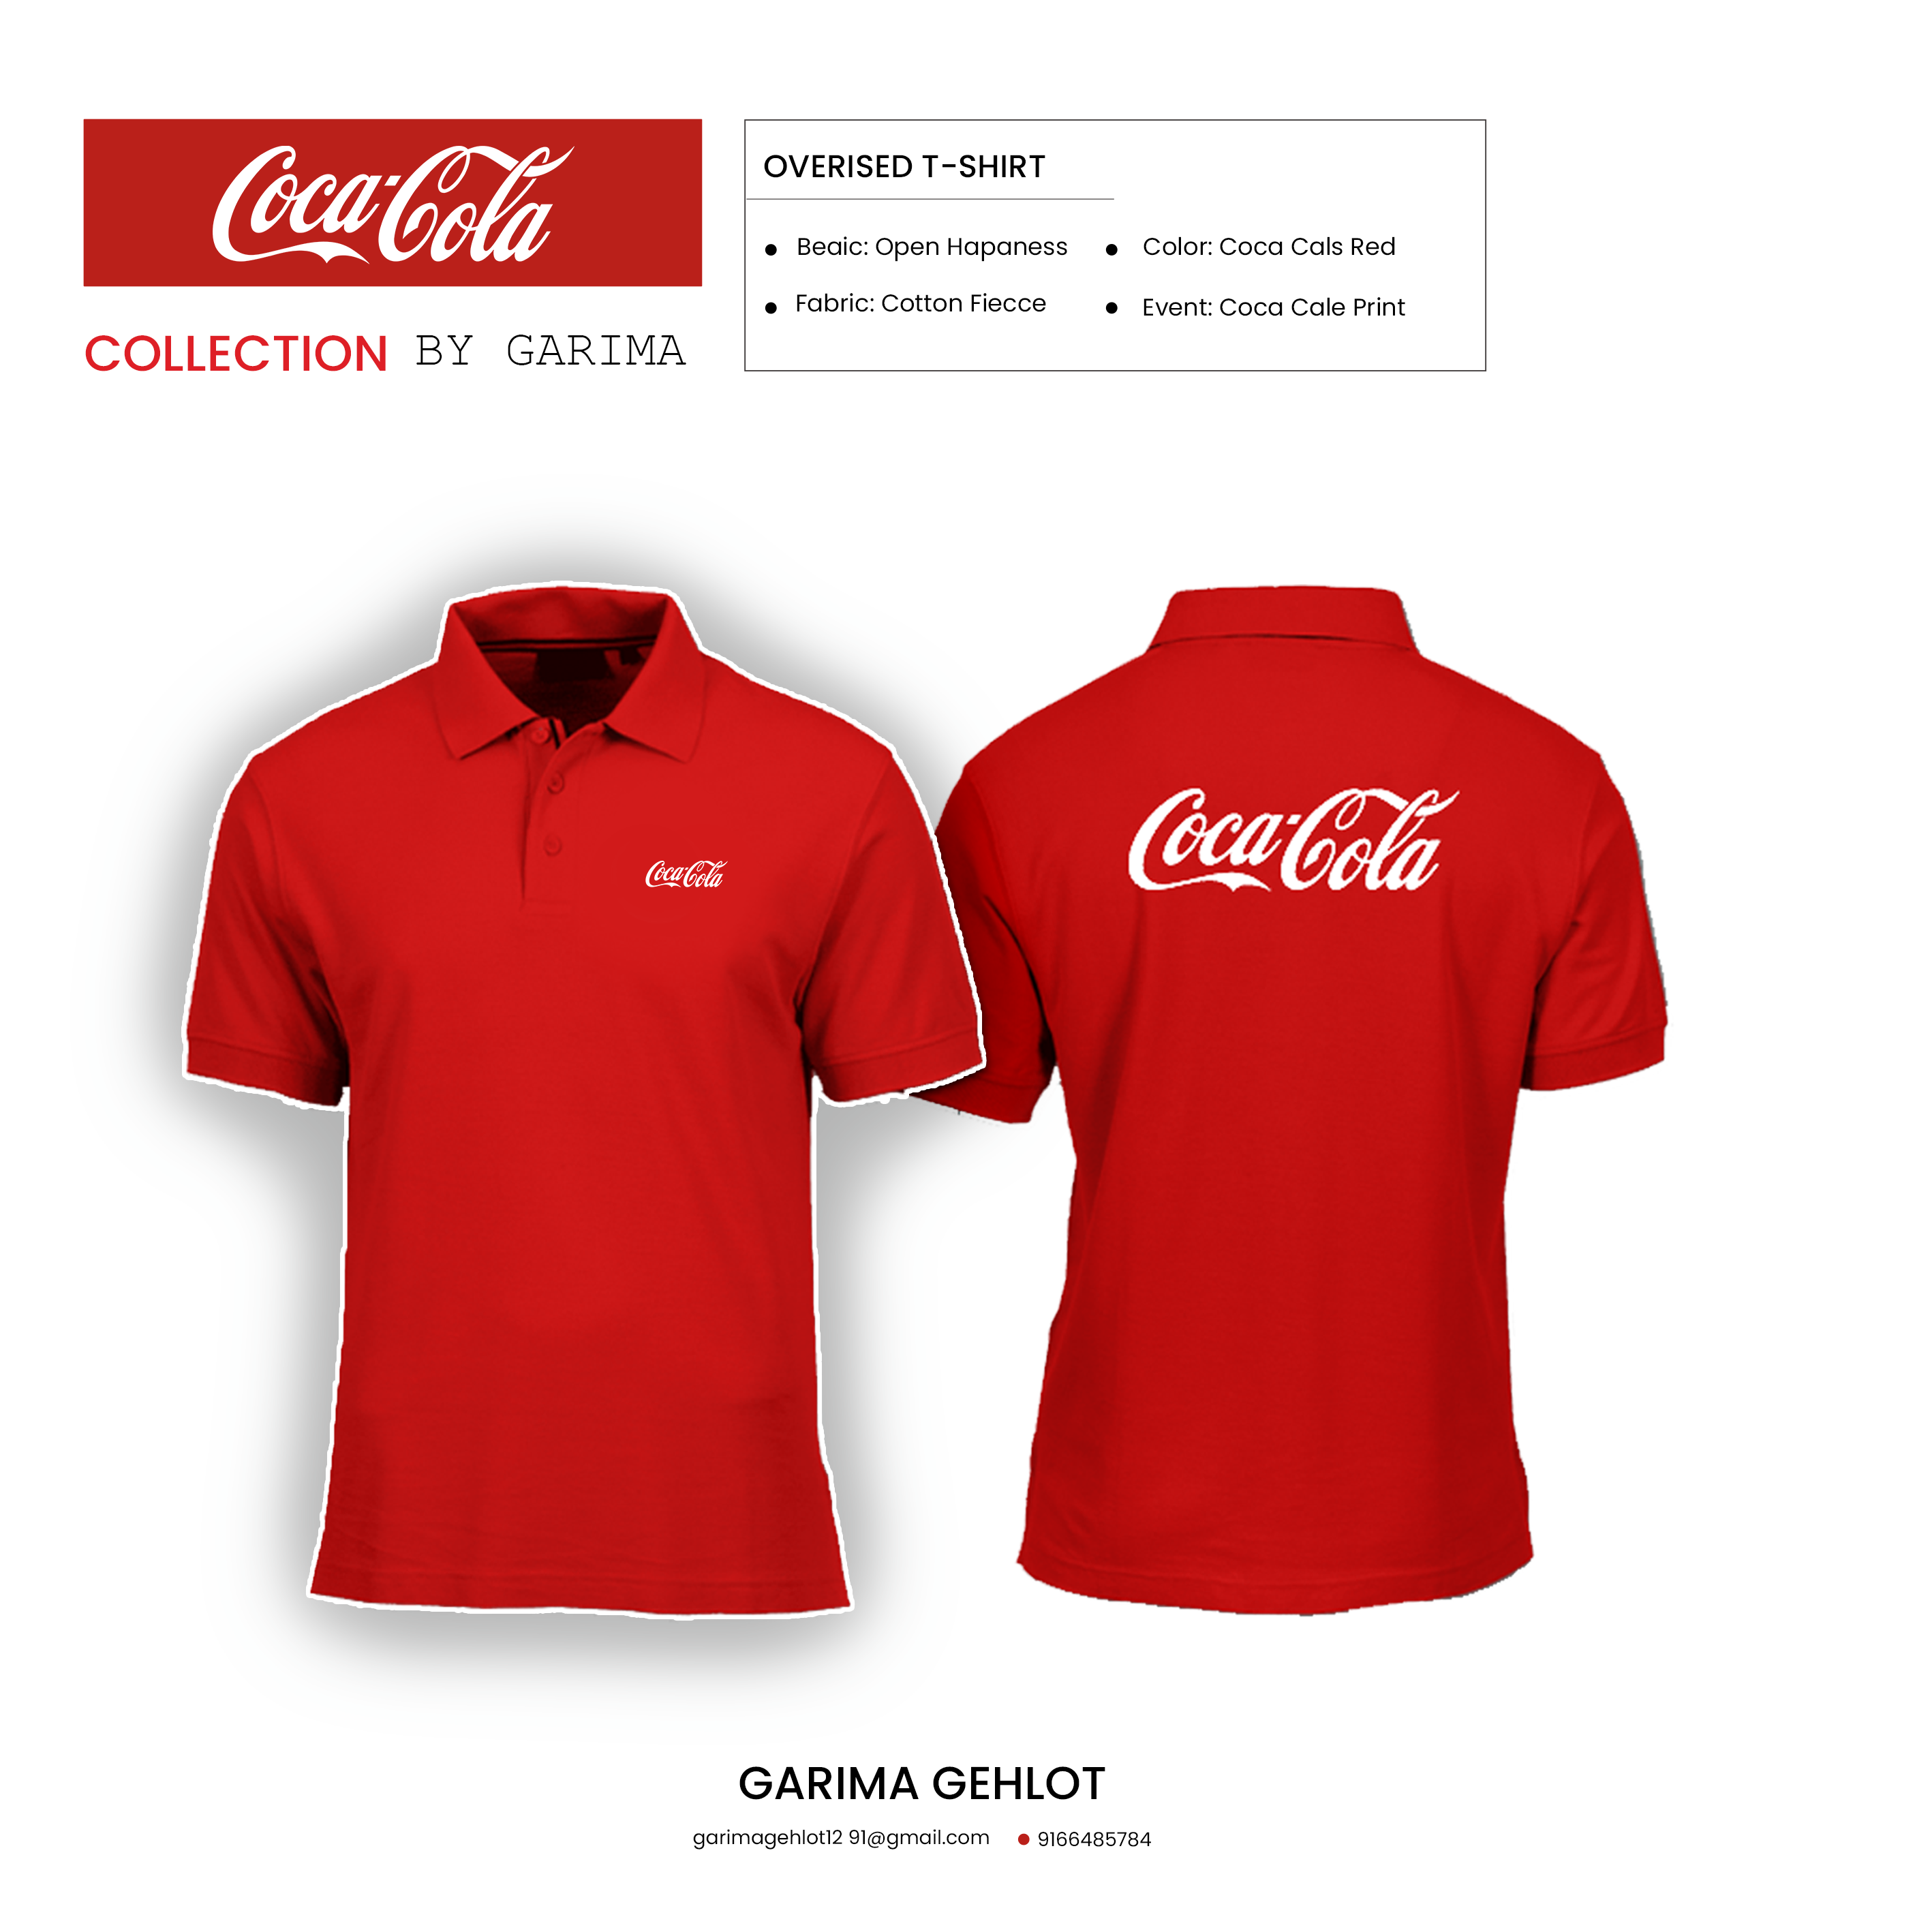 Coca-Cola
COLLECTION BY GARIMA
OVERISED T-SHIRT
Beaic: Open Hapaness
Color: Coca Cals Red
Fabric: Cotton Fiecce
Event: Coca Cale Print
Coca-Cola
Coca-Cola
GARIMA GEHLOT
garimagehlot12 91@gmail.com
9166485784